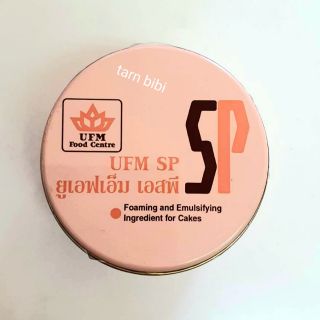 tarn bibi
UFM
Food Centre
SP
UFM SP
ยูเอฟเอ็ม เอสพี
Foaming and Emulsifying
Ingredient for Cakes